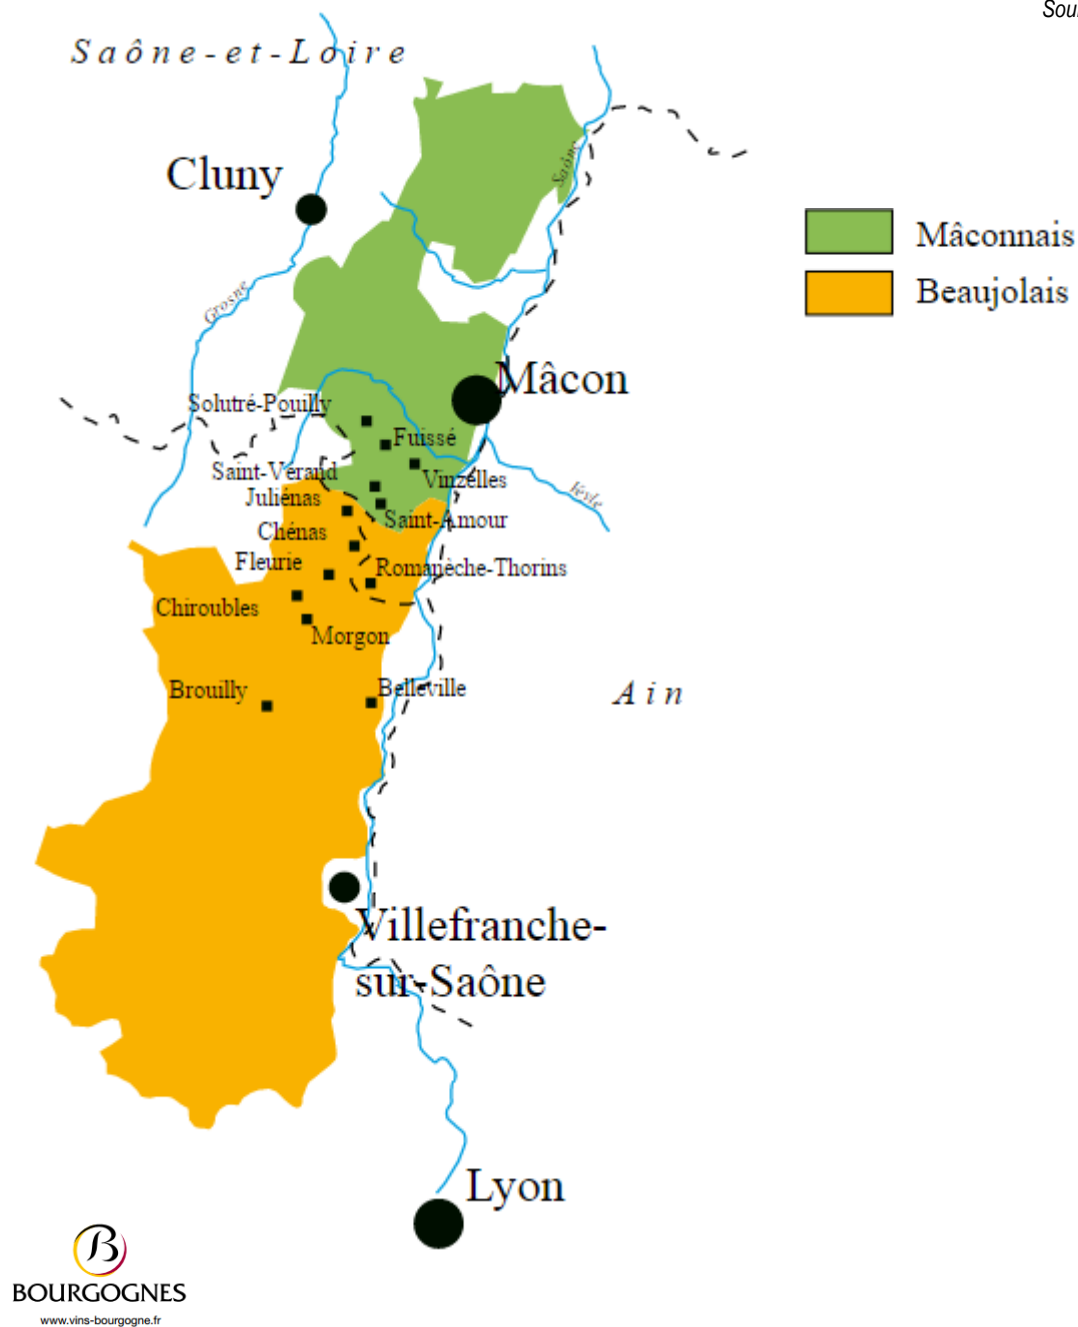 Sou
Saône-et-Loire
Cluny
Saône
Mâconnais
Beaujolais
Grosne
Mâcon
Solutré-Pouilly
Fuissé
Saint-Vérand
Vinzelles
Juliénas
Saint-Amour
Chénas
Fleurie
Romanèche-Thorins
Chiroubles
Morgon
Brouilly
Belleville
Ain
Villefranche-
sur-Saône
Lyon
B
BOURGOGNES
www.vins-bourgogne.fr